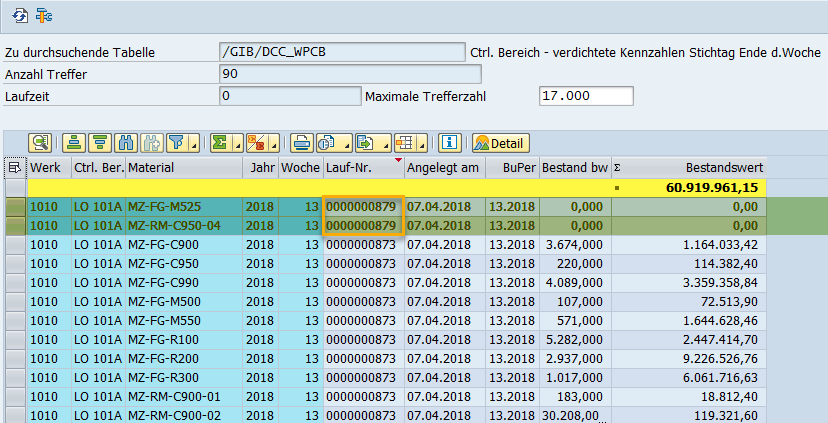 Zu durchsuchende Tabelle /GIB/DCC_WPCB Ctrl. Bereich - verdichtete Kennzahlen Stichtag Ende d.Woche
Anzahl Treffer 90
Laufzeit 0 Maximale Trefferzahl 17.000
Detail
Werk Ctrl. Ber. Material Jahr Woche Lauf-Nr. Angelegt am BuPer Bestand bw Σ Bestandswert
60.919.961,15
1010 LO 101A MZ-FG-M525 2018 13 0000000879 07.04.2018 13.2018 0,000 0,00
1010 LO 101A MZ-RM-C950-04 2018 13 0000000879 07.04.2018 13.2018 0,000 0,00
1010 LO 101A MZ-FG-C900 2018 13 0000000873 07.04.2018 13.2018 3.674,000 1.164.033,42
1010 LO 101A MZ-FG-C950 2018 13 0000000873 07.04.2018 13.2018 220,000 114.382,40
1010 LO 101A MZ-FG-C990 2018 13 0000000873 07.04.2018 13.2018 4.089,000 3.359.358,84
1010 LO 101A MZ-FG-M500 2018 13 0000000873 07.04.2018 13.2018 107,000 72.513,90
1010 LO 101A MZ-FG-M550 2018 13 0000000873 07.04.2018 13.2018 571,000 1.644.628,46
1010 LO 101A MZ-FG-R100 2018 13 0000000873 07.04.2018 13.2018 5.282,000 2.447.414,70
1010 LO 101A MZ-FG-R200 2018 13 0000000873 07.04.2018 13.2018 2.937,000 9.226.526,76
1010 LO 101A MZ-FG-R300 2018 13 0000000873 07.04.2018 13.2018 1.017,000 6.061.716,63
1010 LO 101A MZ-RM-C900-01 2018 13 0000000873 07.04.2018 13.2018 183,000 18.812,40
1010 LO 101A MZ-RM-C900-02 2018 13 0000000873 07.04.2018 13.2018 30.208,00... 119.321,60